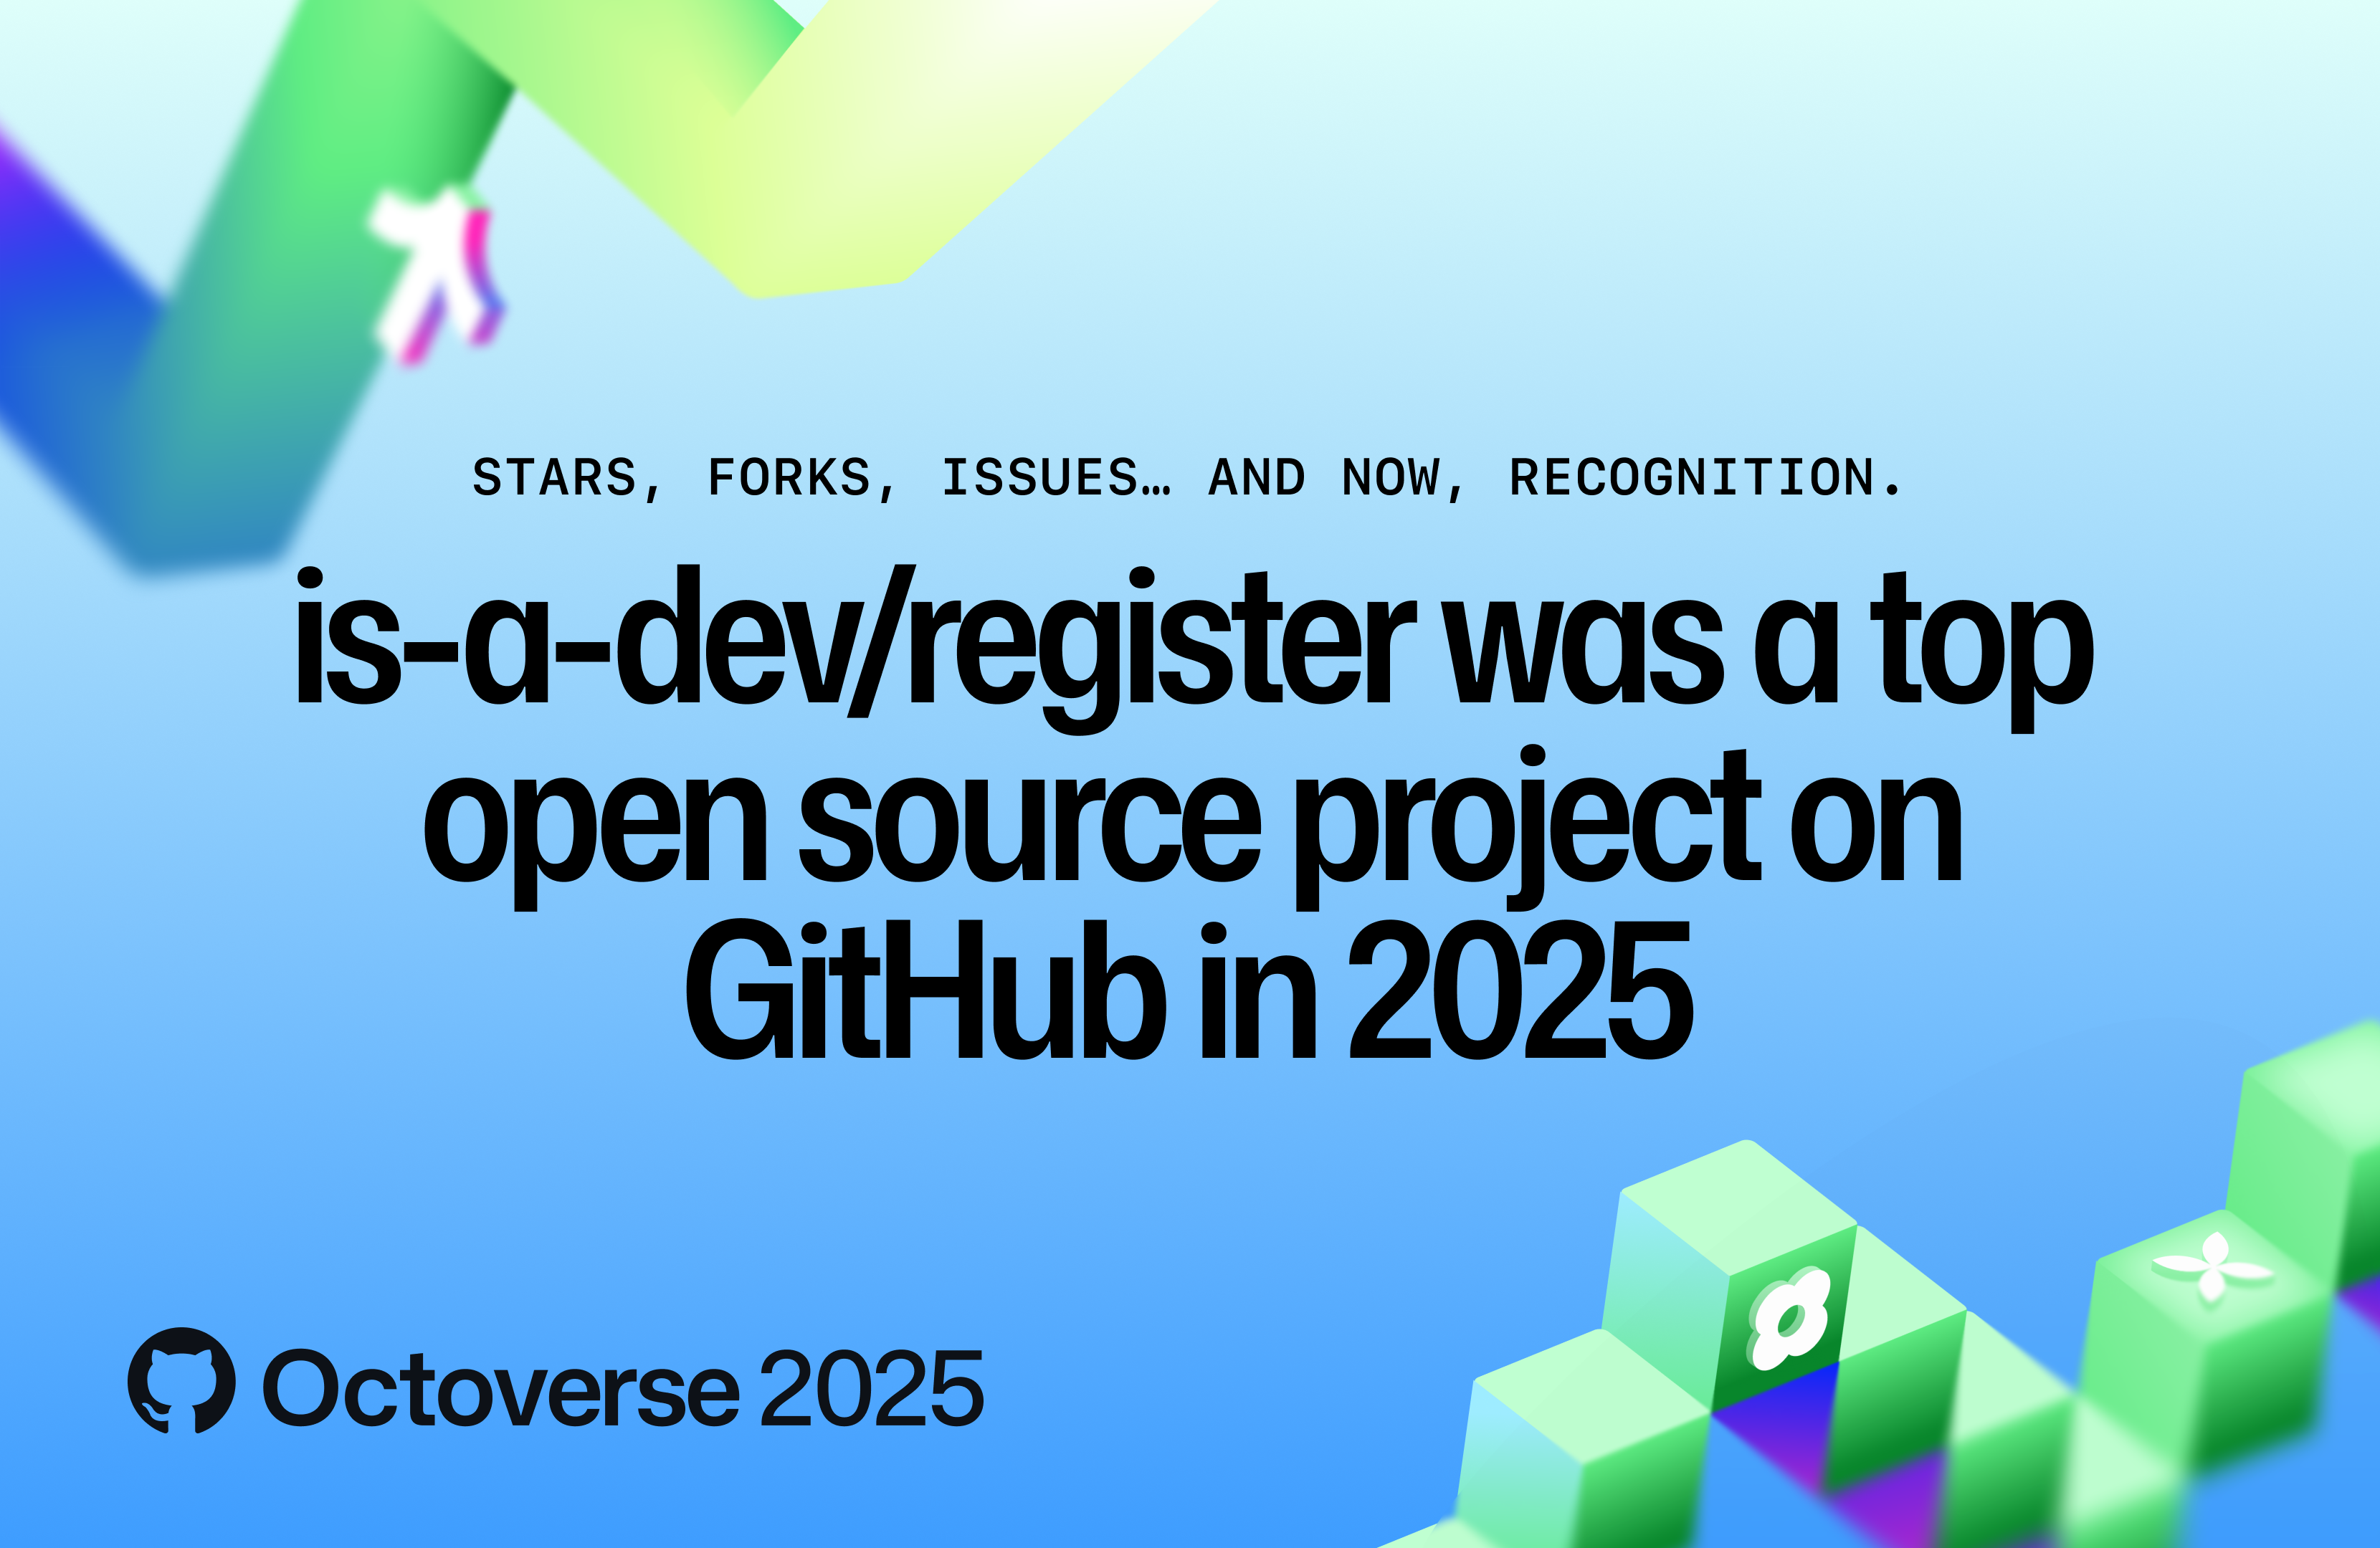 STARS, FORKS, ISSUES… AND NOW, RECOGNITION.
is-a-dev/register was a top
open source project on
GitHub in 2025
Octoverse 2025